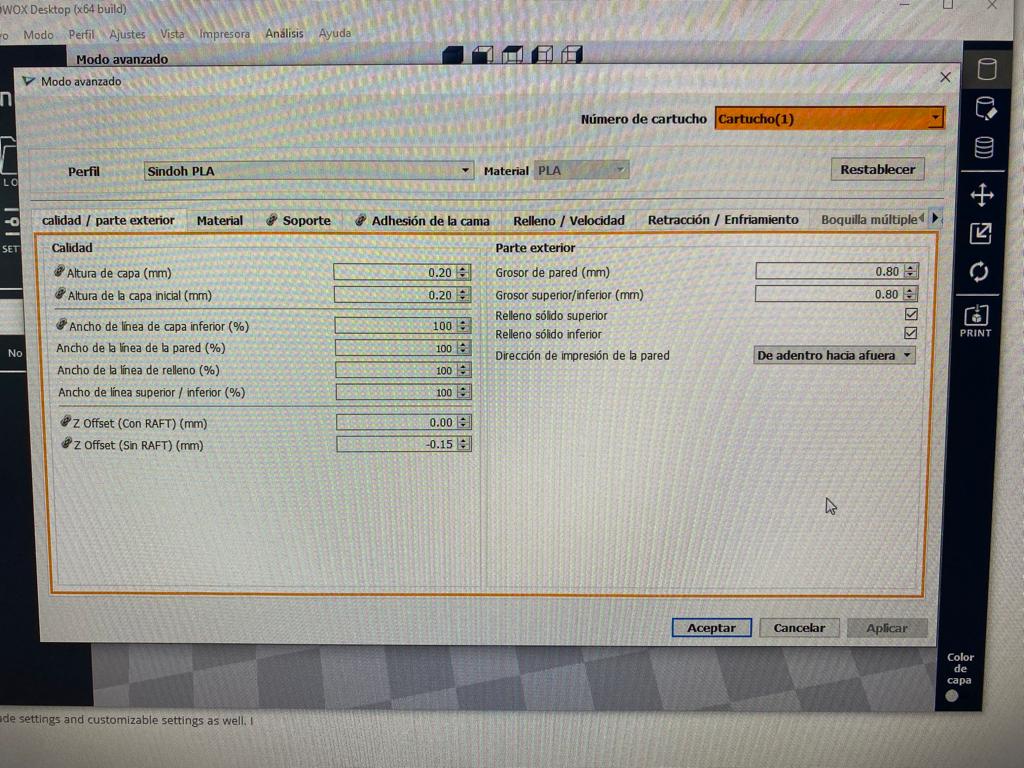 WOX Desktop (x64 build)
vo Modo Perfil Ajustes Vista Impresora Análisis Ayuda
Modo avanzado
Modo avanzado
Número de cartucho Cartucho(1)
Perfil Sindoh PLA Material PLA Restablecer
calidad / parte exterior Material Soporte Adhesión de la cama Relleno / Velocidad Retracción / Enfriamiento Boquilla múltiple
Calidad
Altura de capa (mm) 0.20
Altura de la capa inicial (mm) 0.20
Ancho de línea de capa inferior (%) 100
Ancho de la línea de la pared (%) 100
Ancho de la línea de relleno (%) 100
Ancho de línea superior / inferior (%) 100
Z Offset (Con RAFT) (mm) 0.00
Z Offset (Sin RAFT) (mm) -0.15
Parte exterior
Grosor de pared (mm) 0.80
Grosor superior/inferior (mm) 0.80
Relleno sólido superior
Relleno sólido inferior
Dirección de impresión de la pared De adentro hacia afuera
Aceptar Cancelar Aplicar
LO
SET
No
PRINT
Color
de
capa
de settings and customizable settings as well. I